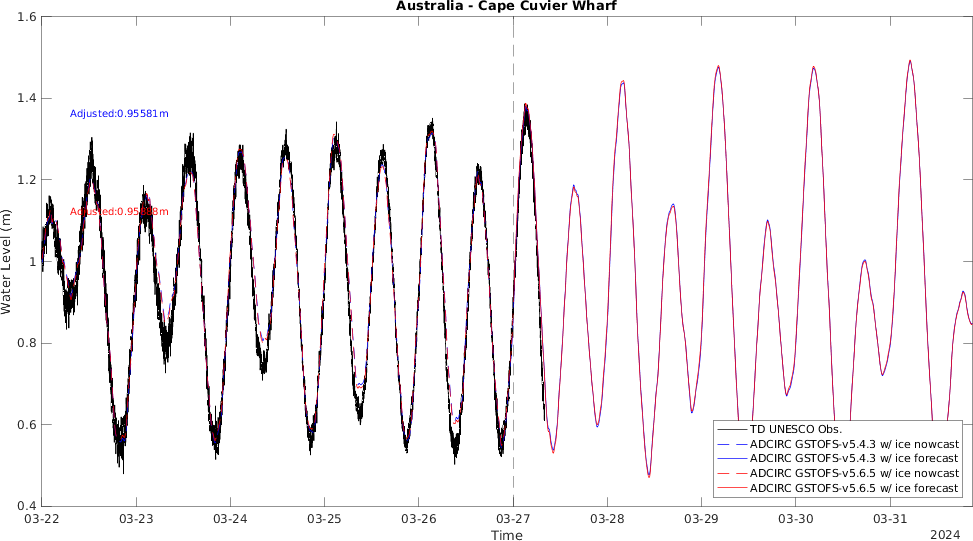 Australia - Cape Cuvier Wharf
1.6
1.4
1.2
1
0.8
0.6
0.4
Water Level (m)
Adjusted:0.95581m
TD UNESCO Obs.
ADCIRC GSTOFS-v5.4.3 w/ ice nowcast
ADCIRC GSTOFS-v5.4.3 w/ ice forecast
ADCIRC GSTOFS-v5.6.5 w/ ice nowcast
ADCIRC GSTOFS-v5.6.5 w/ ice forecast
03-22 03-23 03-24 03-25 03-26 03-27 03-28 03-29 03-30 03-31
Time
2024